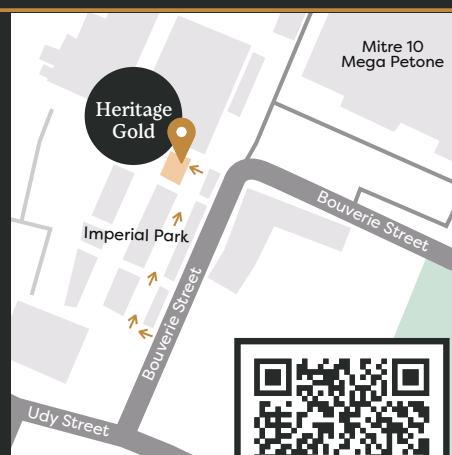 Mitre 10
Mega Petone
Heritage
Gold
Bouverie Street
Imperial Park
Bouverie Street
Udy Street